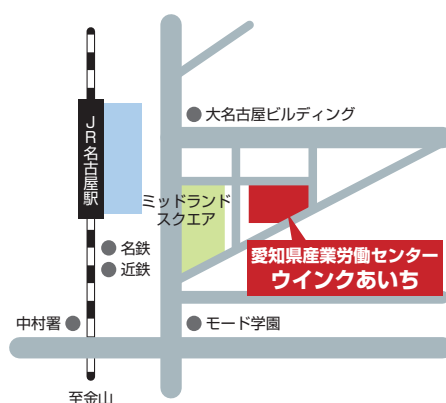 大名古屋ビルディング
JR名古屋駅
ミッドランド
スクエア
名鉄
近鉄
愛知県産業労働センター
ウインクあいち
中村署
モード学園
至金山